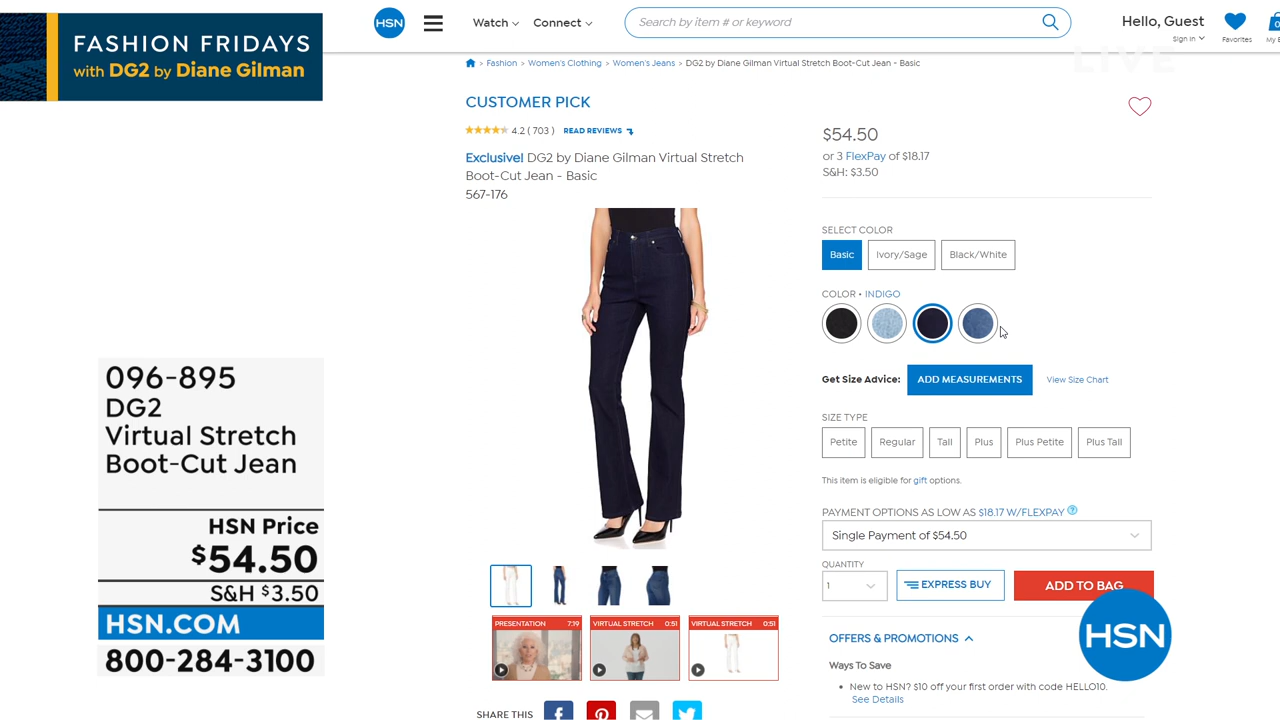 FASHION FRIDAYS
with DG2 by Diane Gilman
HSN
Watch
Connect
Search by item # or keyword
Hello, Guest
Sign In
Favorites
0
LIVE
> Fashion > Women's Clothing > Women's Jeans > DG2 by Diane Gilman Virtual Stretch Boot-Cut Jean - Basic
CUSTOMER PICK
4.2 ( 703 ) READ REVIEWS
Exclusive! DG2 by Diane Gilman Virtual Stretch
Boot-Cut Jean - Basic
567-176
$54.50
or 3 FlexPay of $18.17
S&H: $3.50
SELECT COLOR
Basic
Ivory/Sage
Black/White
COLOR • INDIGO
Get Size Advice:
ADD MEASUREMENTS
View Size Chart
SIZE TYPE
Petite
Regular
Tall
Plus
Plus Petite
Plus Tall
This item is eligible for gift options.
PAYMENT OPTIONS AS LOW AS $18.17 W/FLEXPAY ?
Single Payment of $54.50
QUANTITY
1
EXPRESS BUY
ADD TO BAG
OFFERS & PROMOTIONS
Ways To Save
• New to HSN? $10 off your first order with code HELLO10.
See Details
PRESENTATION 7:19
VIRTUAL STRETCH 0:51
VIRTUAL STRETCH 0:51
SHARE THIS
096-895
DG2
Virtual Stretch
Boot-Cut Jean
HSN Price
$54.50
S&H $3.50
HSN.COM
800-284-3100
HSN